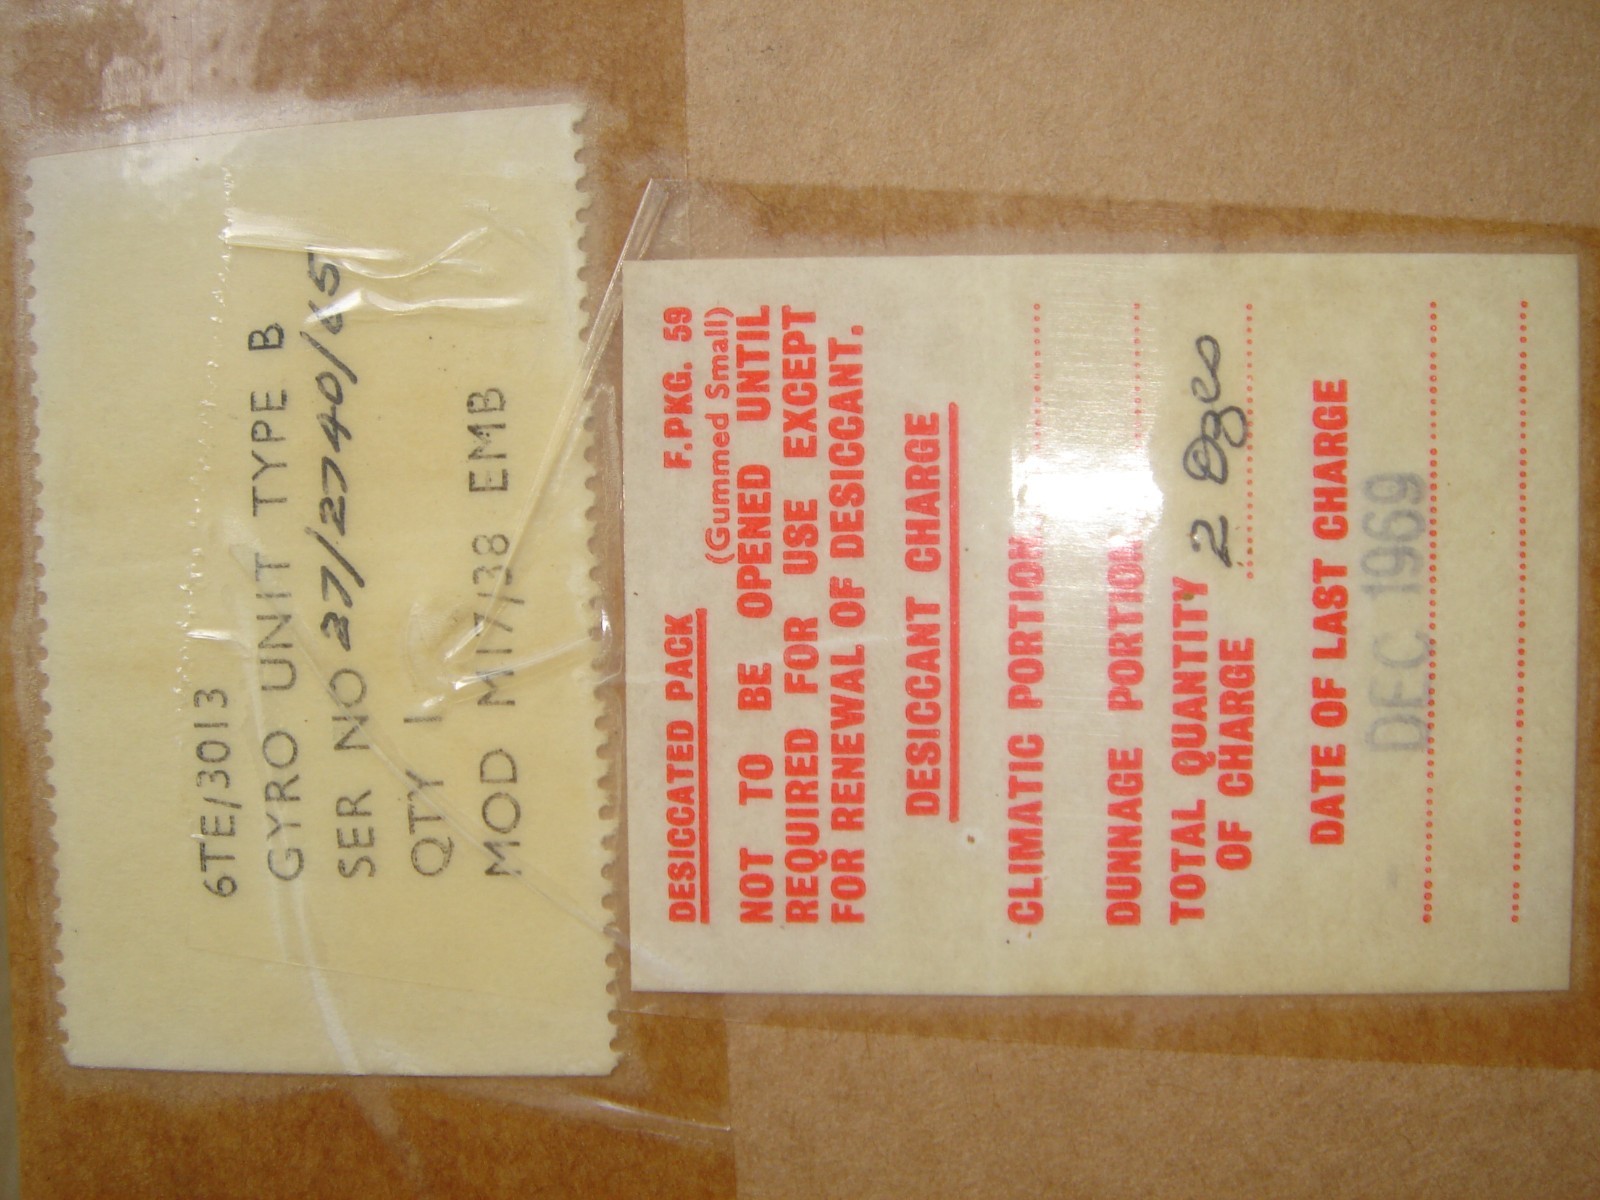 6TE/3013
GYRO UNIT TYPE B
SER NO 37/2740/65
QTY 1
MOD M17/38 EMB
DESICCATED PACK F.PKG. 59
(Gummed Small)
NOT TO BE OPENED UNTIL
REQUIRED FOR USE EXCEPT
FOR RENEWAL OF DESICCANT.
DESICCANT CHARGE
CLIMATIC PORTION
DUNNAGE PORTION
TOTAL QUANTITY
OF CHARGE 2 Ozs
DATE OF LAST CHARGE
DEC 1969